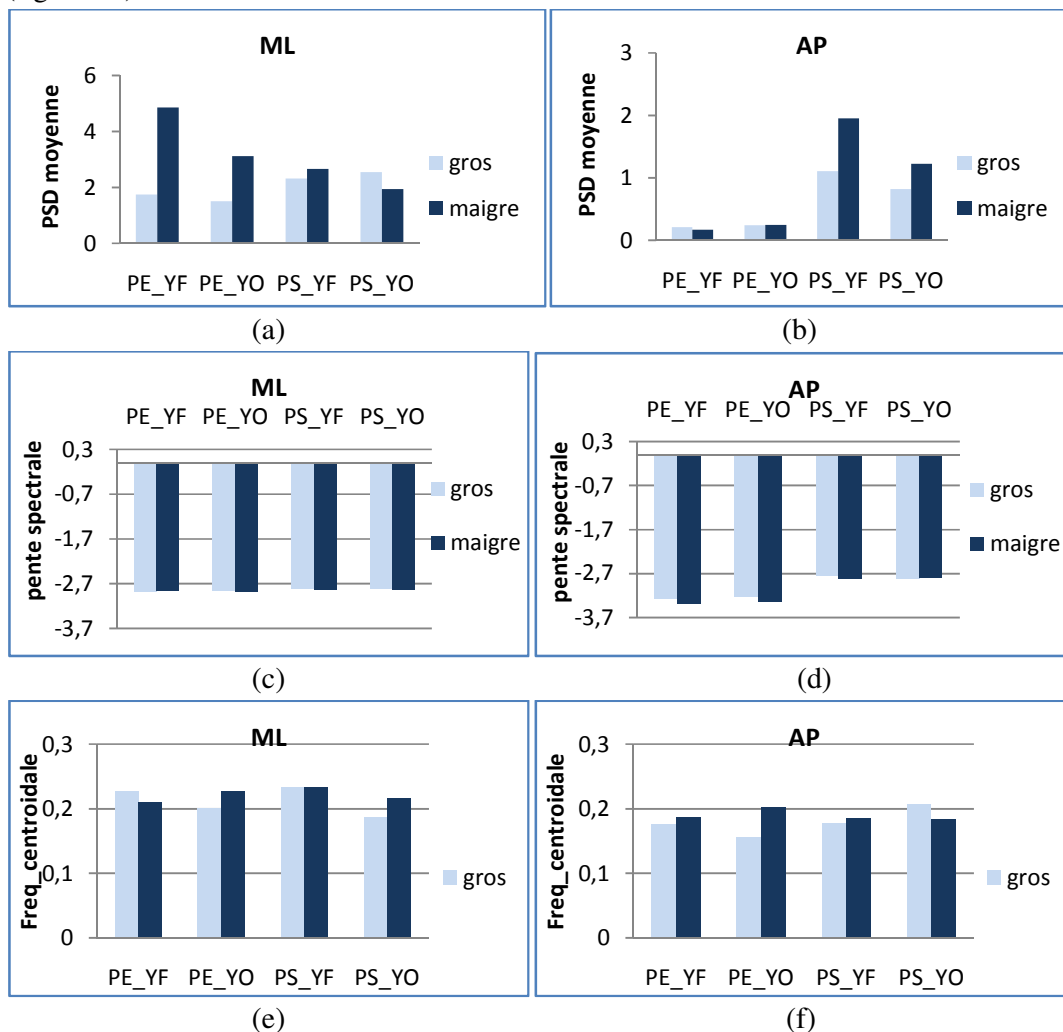 ML
PSD moyenne
6
4
2
0
PE_YF PE_YO PS_YF PS_YO
gros
maigre
(a)
AP
PSD moyenne
3
2
1
0
PE_YF PE_YO PS_YF PS_YO
gros
maigre
(b)
ML
PE_YF PE_YO PS_YF PS_YO
pente spectrale
0,3
-0,7
-1,7
-2,7
-3,7
gros
maigre
(c)
AP
PE_YF PE_YO PS_YF PS_YO
pente spectrale
0,3
-0,7
-1,7
-2,7
-3,7
gros
maigre
(d)
ML
Freq_centroidale
0,3
0,2
0,1
0
PE_YF PE_YO PS_YF PS_YO
gros
(e)
AP
Freq_centroidale
0,3
0,2
0,1
0
PE_YF PE_YO PS_YF PS_YO
gros
(f)